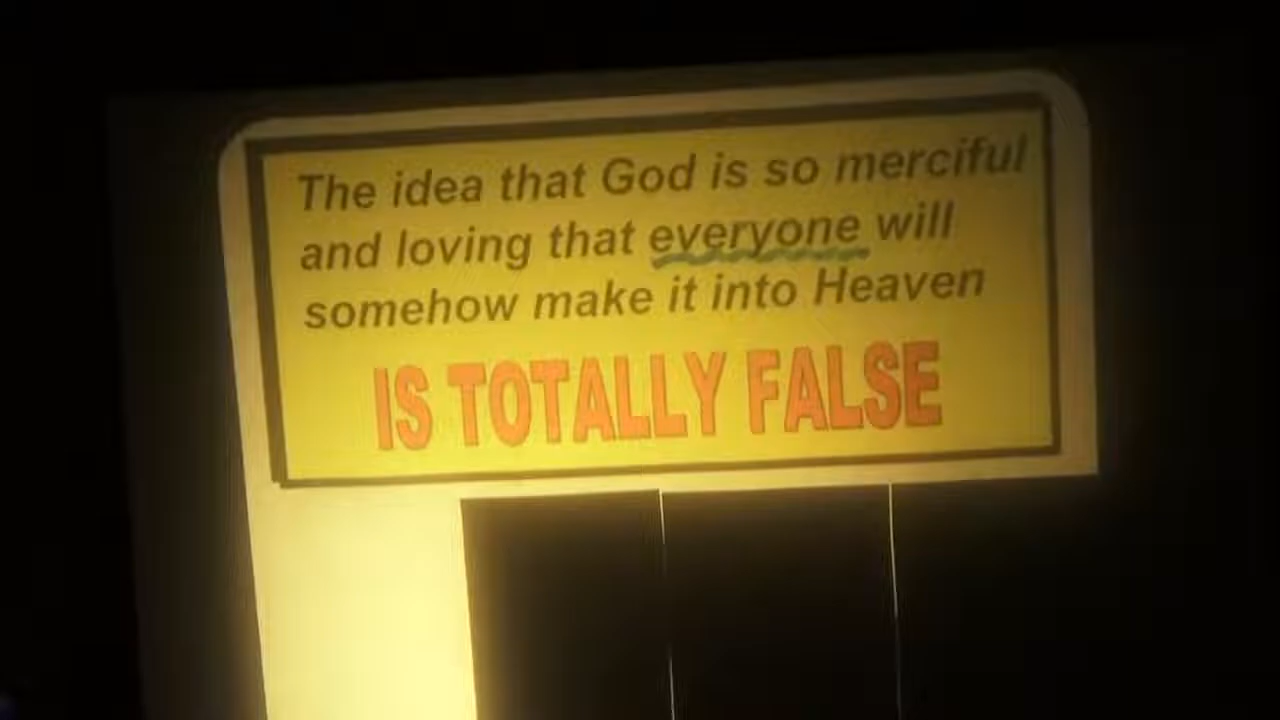 The idea that God is so merciful
and loving that everyone will
somehow make it into Heaven
IS TOTALLY FALSE